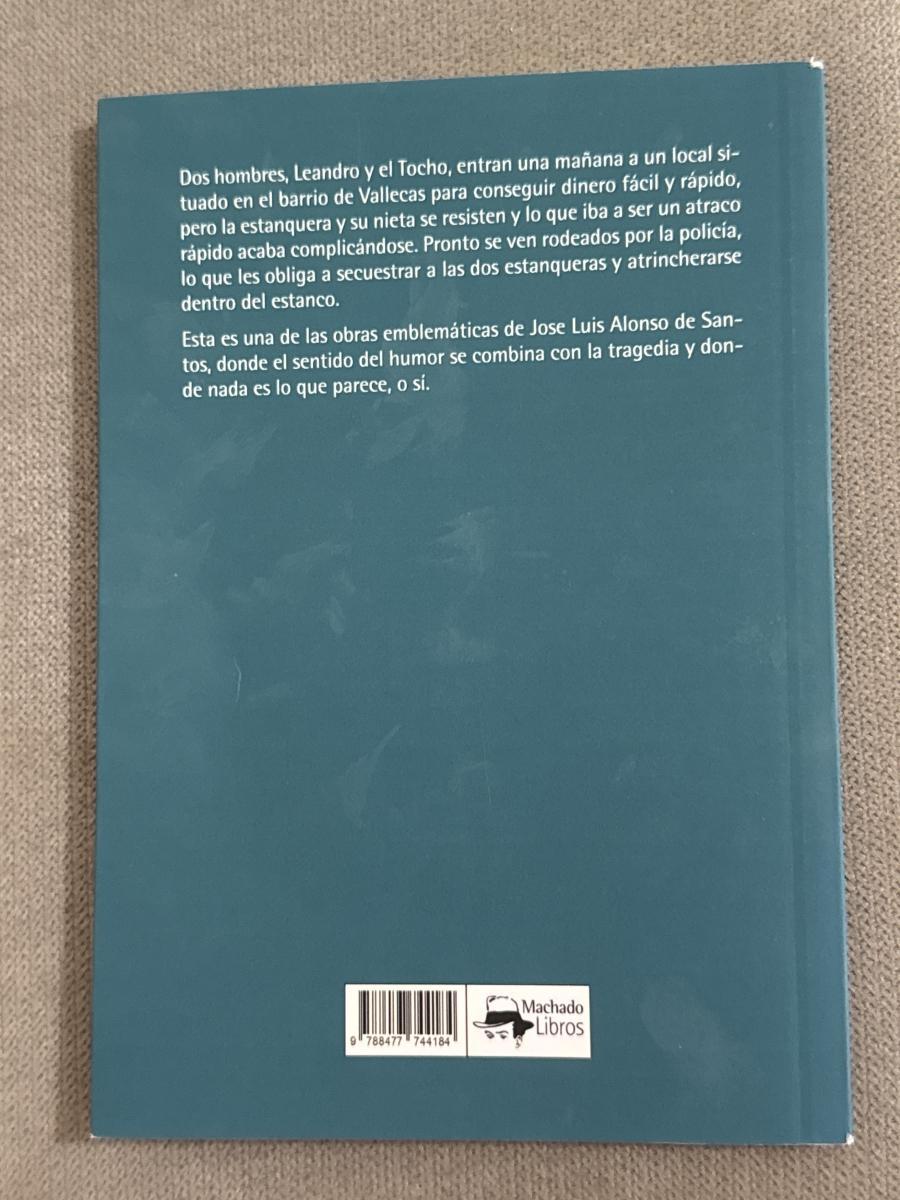 Dos hombres, Leandro y el Tocho, entran una mañana a un local si-
tuado en el barrio de Vallecas para conseguir dinero fácil y rápido,
pero la estanquera y su nieta se resisten y lo que iba a ser un atraco
rápido acaba complicándose. Pronto se ven rodeados por la policía,
lo que les obliga a secuestrar a las dos estanqueras y atrincherarse
dentro del estanco.
Esta es una de las obras emblemáticas de Jose Luis Alonso de San-
tos, donde el sentido del humor se combina con la tragedia y don-
de nada es lo que parece, o sí.
9 788477 744184
Machado
Libros